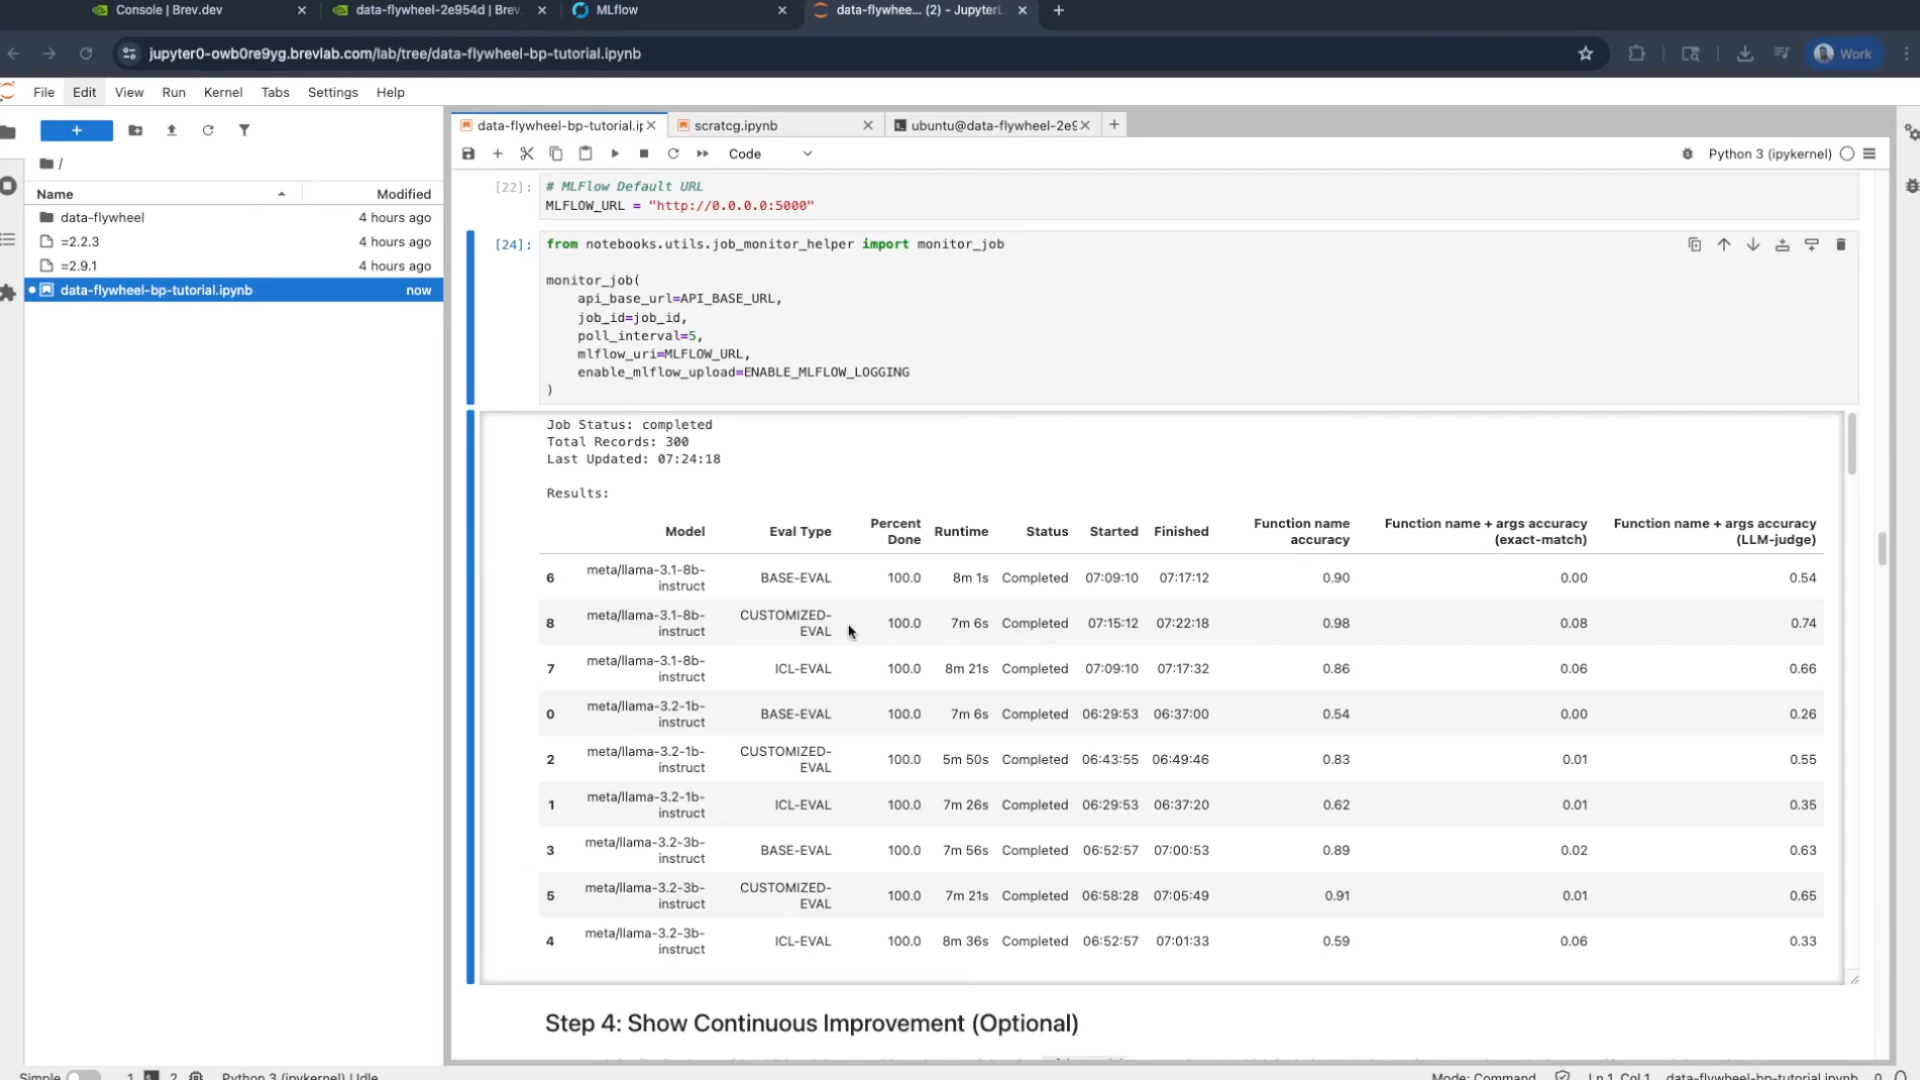 Console | Brev.dev
data-flywheel-2e954d | Brev.
MLflow
data-flywhee... (2) - JupyterL
jupyter0-owb0re9yg.brevlab.com/lab/tree/data-flywheel-bp-tutorial.ipynb
Work
File Edit View Run Kernel Tabs Settings Help
data-flywheel-bp-tutorial.ip
scratcg.ipynb
ubuntu@data-flywheel-2e9
Code
Python 3 (ipykernel)
/
Name Modified
data-flywheel 4 hours ago
=2.2.3 4 hours ago
=2.9.1 4 hours ago
data-flywheel-bp-tutorial.ipynb now
[22]: # MLFlow Default URL
MLFLOW_URL = "http://0.0.0.0:5000"
[24]: from notebooks.utils.job_monitor_helper import monitor_job
monitor_job(
api_base_url=API_BASE_URL,
job_id=job_id,
poll_interval=5,
mlflow_uri=MLFLOW_URL,
enable_mlflow_upload=ENABLE_MLFLOW_LOGGING
)
Job Status: completed
Total Records: 300
Last Updated: 07:24:18
Results:
Model Eval Type Percent Done Runtime Status Started Finished Function name accuracy Function name + args accuracy (exact-match) Function name + args accuracy (LLM-judge)
6 meta/llama-3.1-8b-instruct BASE-EVAL 100.0 8m 1s Completed 07:09:10 07:17:12 0.90 0.00 0.54
8 meta/llama-3.1-8b-instruct CUSTOMIZED-EVAL 100.0 7m 6s Completed 07:15:12 07:22:18 0.98 0.08 0.74
7 meta/llama-3.1-8b-instruct ICL-EVAL 100.0 8m 21s Completed 07:09:10 07:17:32 0.86 0.06 0.66
0 meta/llama-3.2-1b-instruct BASE-EVAL 100.0 7m 6s Completed 06:29:53 06:37:00 0.54 0.00 0.26
2 meta/llama-3.2-1b-instruct CUSTOMIZED-EVAL 100.0 5m 50s Completed 06:43:55 06:49:46 0.83 0.01 0.55
1 meta/llama-3.2-1b-instruct ICL-EVAL 100.0 7m 26s Completed 06:29:53 06:37:20 0.62 0.01 0.35
3 meta/llama-3.2-3b-instruct BASE-EVAL 100.0 7m 56s Completed 06:52:57 07:00:53 0.89 0.02 0.63
5 meta/llama-3.2-3b-instruct CUSTOMIZED-EVAL 100.0 7m 21s Completed 06:58:28 07:05:49 0.91 0.01 0.65
4 meta/llama-3.2-3b-instruct ICL-EVAL 100.0 8m 36s Completed 06:52:57 07:01:33 0.59 0.06 0.33
Step 4: Show Continuous Improvement (Optional)
Simple 1 2 Python 3 (ipykernel) | Idle
Mode: Command Ln 1, Col 1 data-flywheel-bp-tutorial.ipynb 0